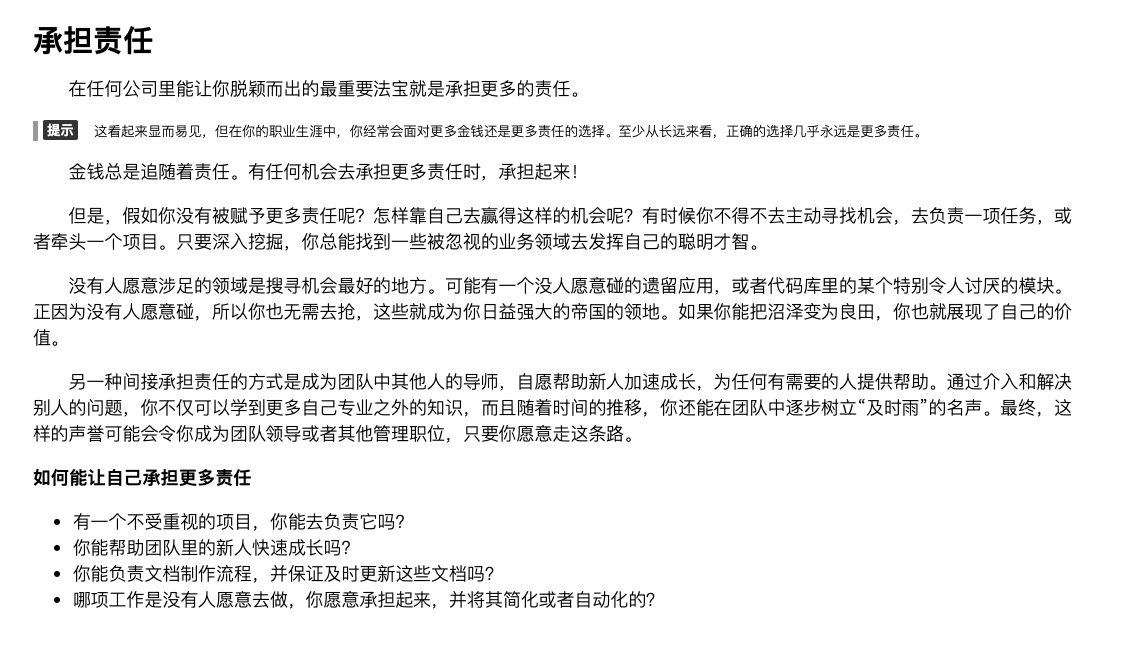 承担责任
在任何公司里能让你脱颖而出的最重要法宝就是承担更多的责任。
提示 这看起来显而易见，但在你的职业生涯中，你经常会面对更多金钱还是更多责任的选择。至少从长远来看，正确的选择几乎永远是更多责任。
金钱总是追随着责任。有任何机会去承担更多责任时，承担起来！
但是，假如你没有被赋予更多责任呢？怎样靠自己去赢得这样的机会呢？有时候你不得不去主动寻找机会，去负责一项任务，或
者牵头一个项目。只要深入挖掘，你总能找到一些被忽视的业务领域去发挥自己的聪明才智。
没有人愿意涉足的领域是搜寻机会最好的地方。可能有一个没人愿意碰的遗留应用，或者代码库里的某个特别令人讨厌的模块。
正因为没有人愿意碰，所以你也无需去抢，这些就成为你日益强大的帝国的领地。如果你能把沼泽变为良田，你也就展现了自己的价
值。
另一种间接承担责任的方式是成为团队中其他人的导师，自愿帮助新人加速成长，为任何有需要的人提供帮助。通过介入和解决
别人的问题，你不仅可以学到更多自己专业之外的知识，而且随着时间的推移，你还能在团队中逐步树立“及时雨”的名声。最终，这
样的声誉可能会令你成为团队领导或者其他管理职位，只要你愿意走这条路。
如何能让自己承担更多责任
• 有一个不受重视的项目，你能去负责它吗？
• 你能帮助团队里的新人快速成长吗？
• 你能负责文档制作流程，并保证及时更新这些文档吗？
• 哪项工作是没有人愿意去做，你愿意承担起来，并将其简化或者自动化的？